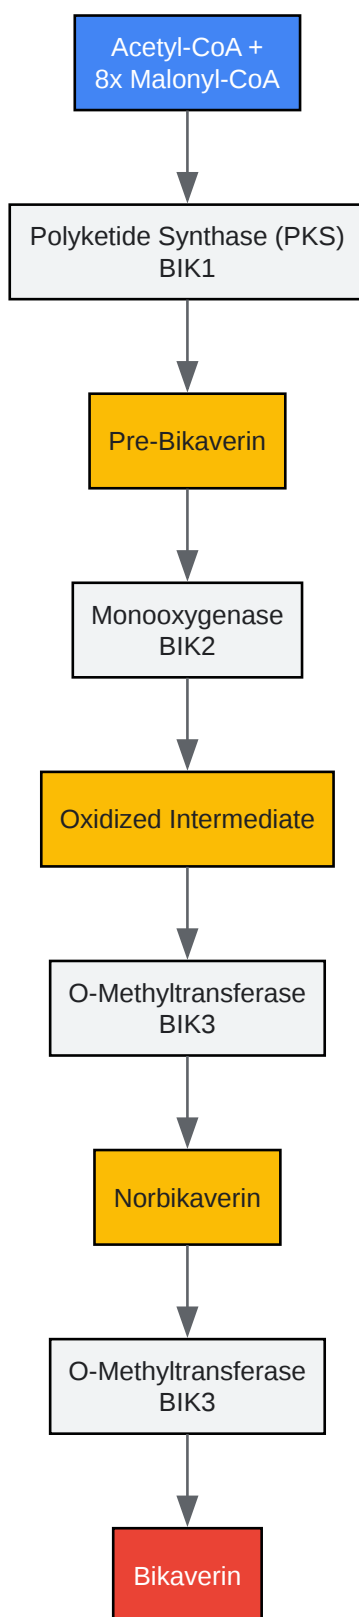 Acetyl-CoA +
8x Malonyl-CoA
Polyketide Synthase (PKS)
BIK1
Pre-Bikaverin
Monooxygenase
BIK2
Oxidized Intermediate
O-Methyltransferase
BIK3
Norbikaverin
O-Methyltransferase
BIK3
Bikaverin